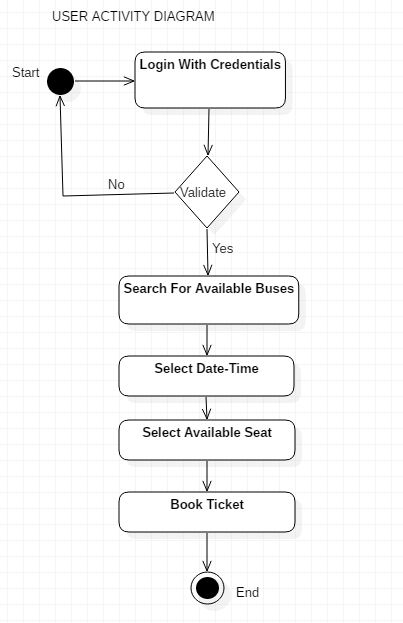 USER ACTIVITY DIAGRAM
Start
Login With Credentials
No
Validate
Yes
Search For Available Buses
Select Date-Time
Select Available Seat
Book Ticket
End